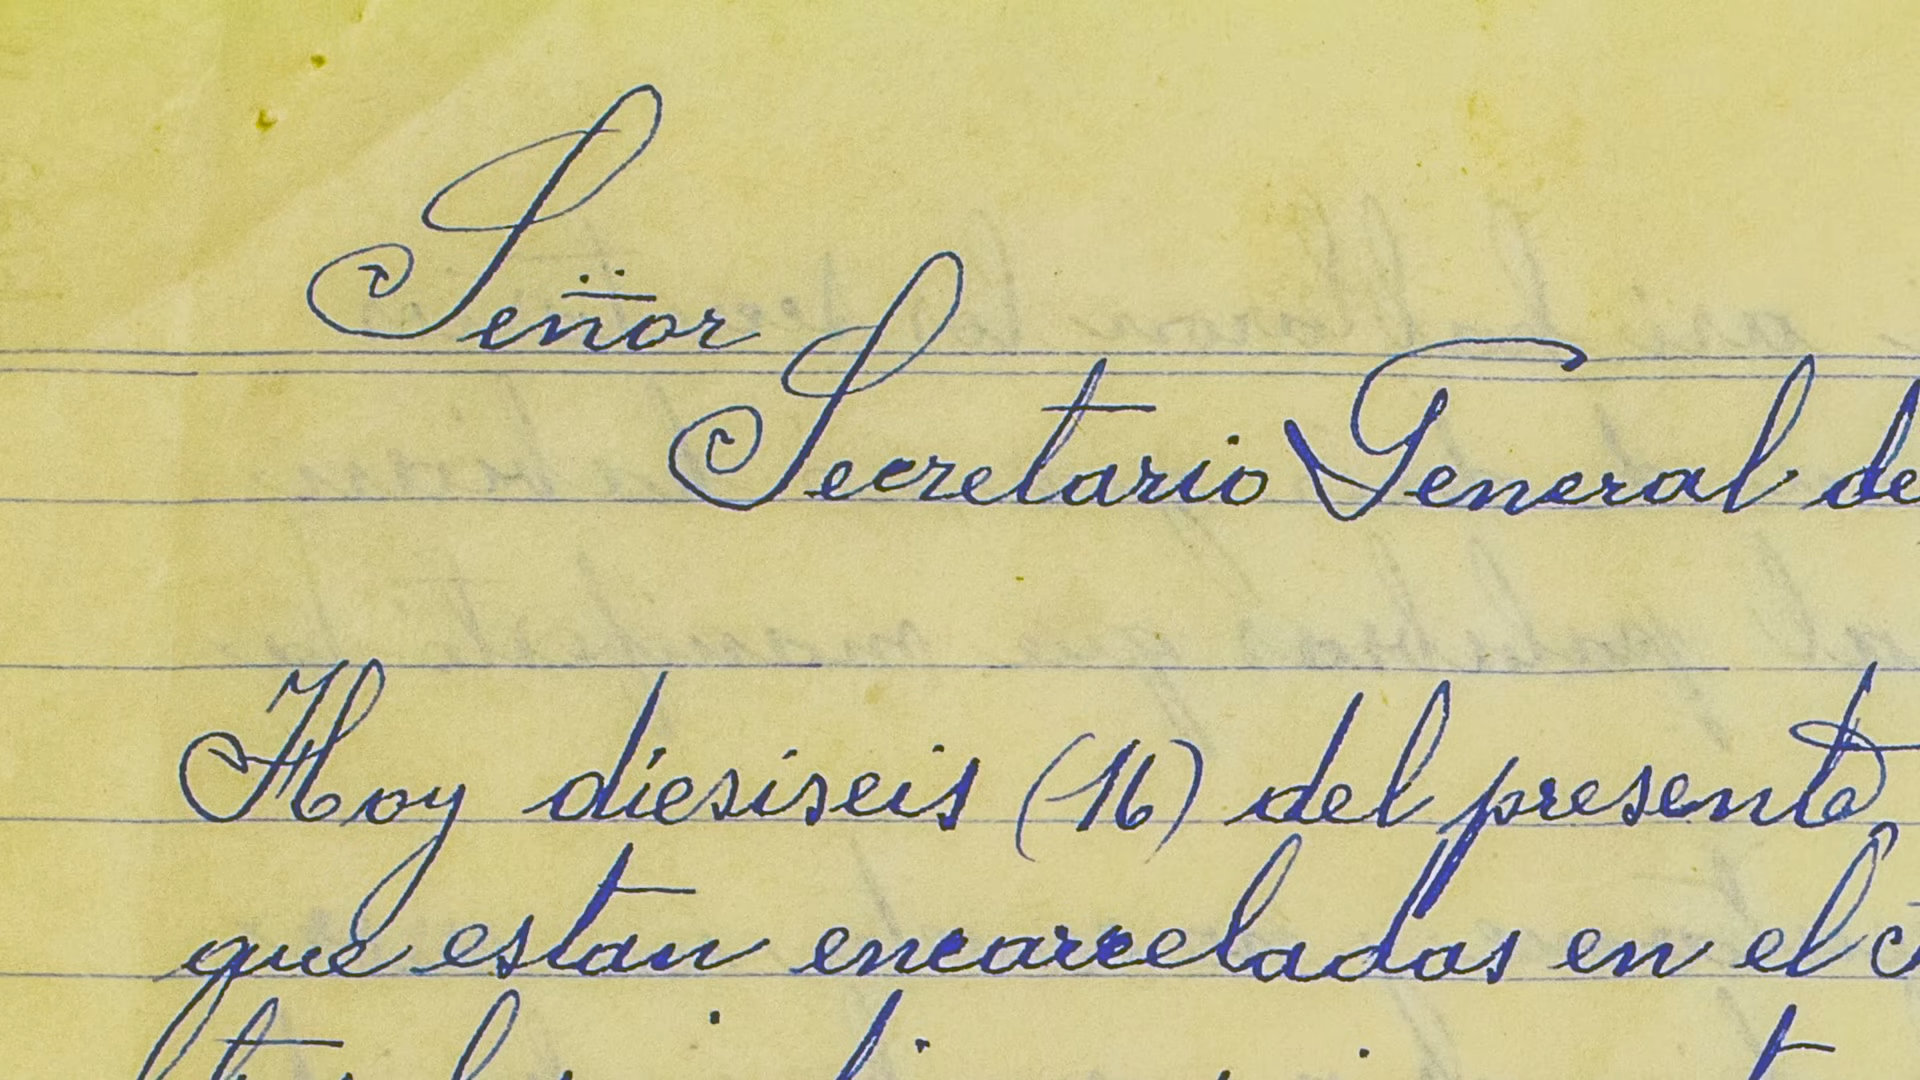 Señor
Secretario General de
Hoy diesiseis (16) del presente
que estan encarceladas en el